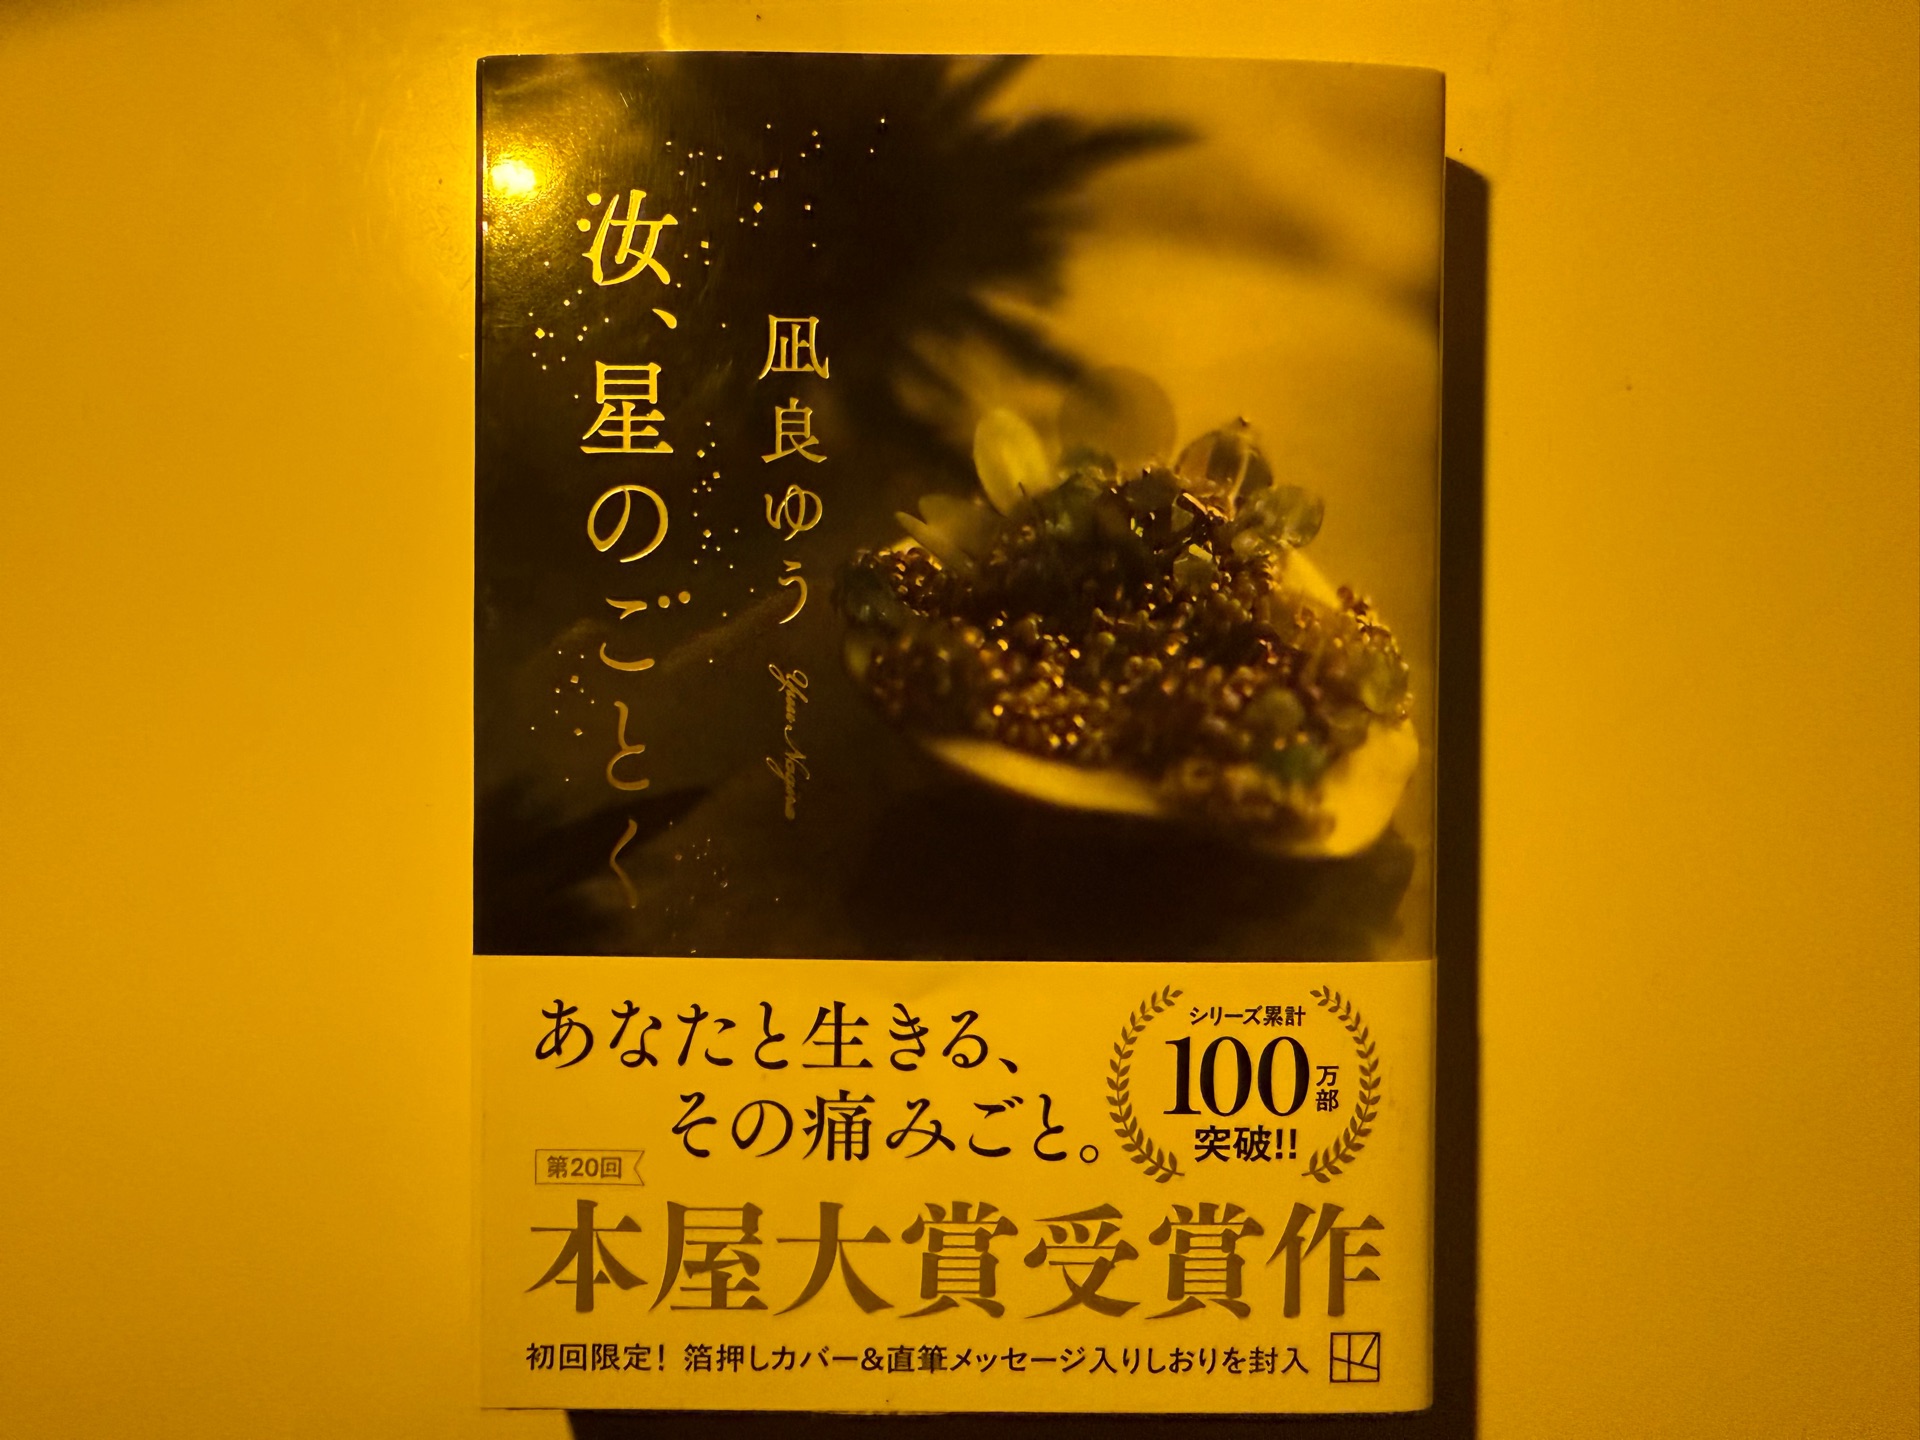 汝、星のごとく
凪良ゆう
Yuu Nagira
あなたと生きる、
その痛みごと。
シリーズ累計
100万部
突破!!
第20回
本屋大賞受賞作
初回限定! 箔押しカバー&直筆メッセージ入りしおりを封入